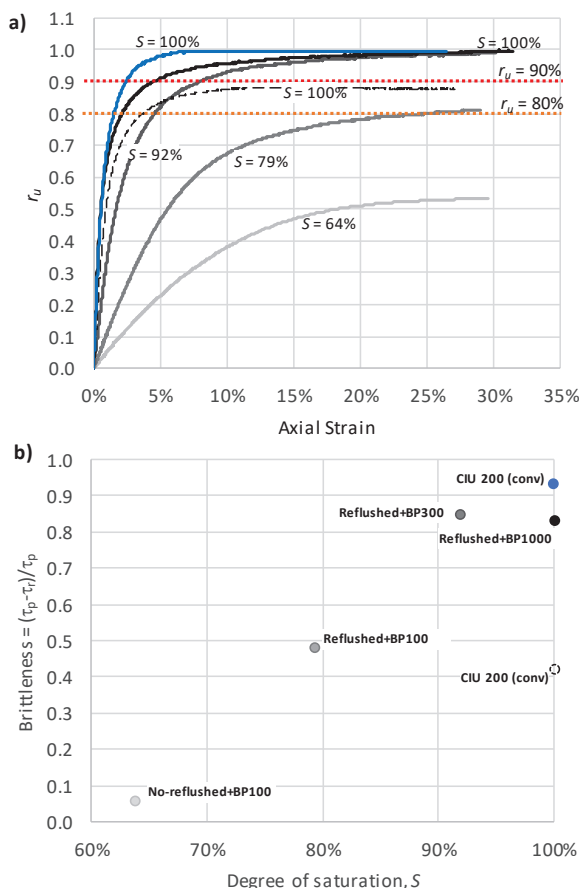 a)
1.1
1.0
0.9
0.8
0.7
0.6
0.5
0.4
0.3
0.2
0.1
0.0
r_u
S = 100%
S = 100%
r_u = 90%
S = 100%
r_u = 80%
S = 92%
S = 79%
S = 64%
0% 5% 10% 15% 20% 25% 30% 35%
Axial Strain
b)
1.0
0.9
0.8
0.7
0.6
0.5
0.4
0.3
0.2
0.1
0.0
Brittleness = (τp-τr)/τp
CIU 200 (conv)
Reflushed+BP300
Reflushed+BP1000
Reflushed+BP100
CIU 200 (conv)
No-reflushed+BP100
60% 70% 80% 90% 100%
Degree of saturation, S